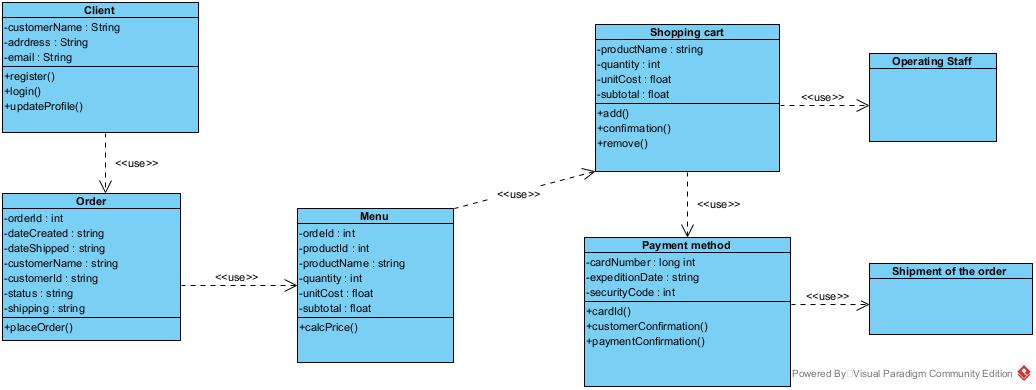 Client
-customerName : String
-adrdress : String
-email : String
+register()
+login()
+updateProfile()
<<use>>
Order
-orderId : int
-dateCreated : string
-dateShipped : string
-customerName : string
-customerId : string
-status : string
-shipping : string
+placeOrder()
<<use>>
Menu
-ordeId : int
-productId : int
-productName : string
-quantity : int
-unitCost : float
-subtotal : float
+calcPrice()
<<use>>
Shopping cart
-productName : string
-quantity : int
-unitCost : float
-subtotal : float
+add()
+confirmation()
+remove()
<<use>>
Operating Staff
<<use>>
Payment method
-cardNumber : long int
-expeditionDate : string
-securityCode : int
+cardId()
+customerConfirmation()
+paymentConfirmation()
<<use>>
Shipment of the order
Powered By Visual Paradigm Community Edition